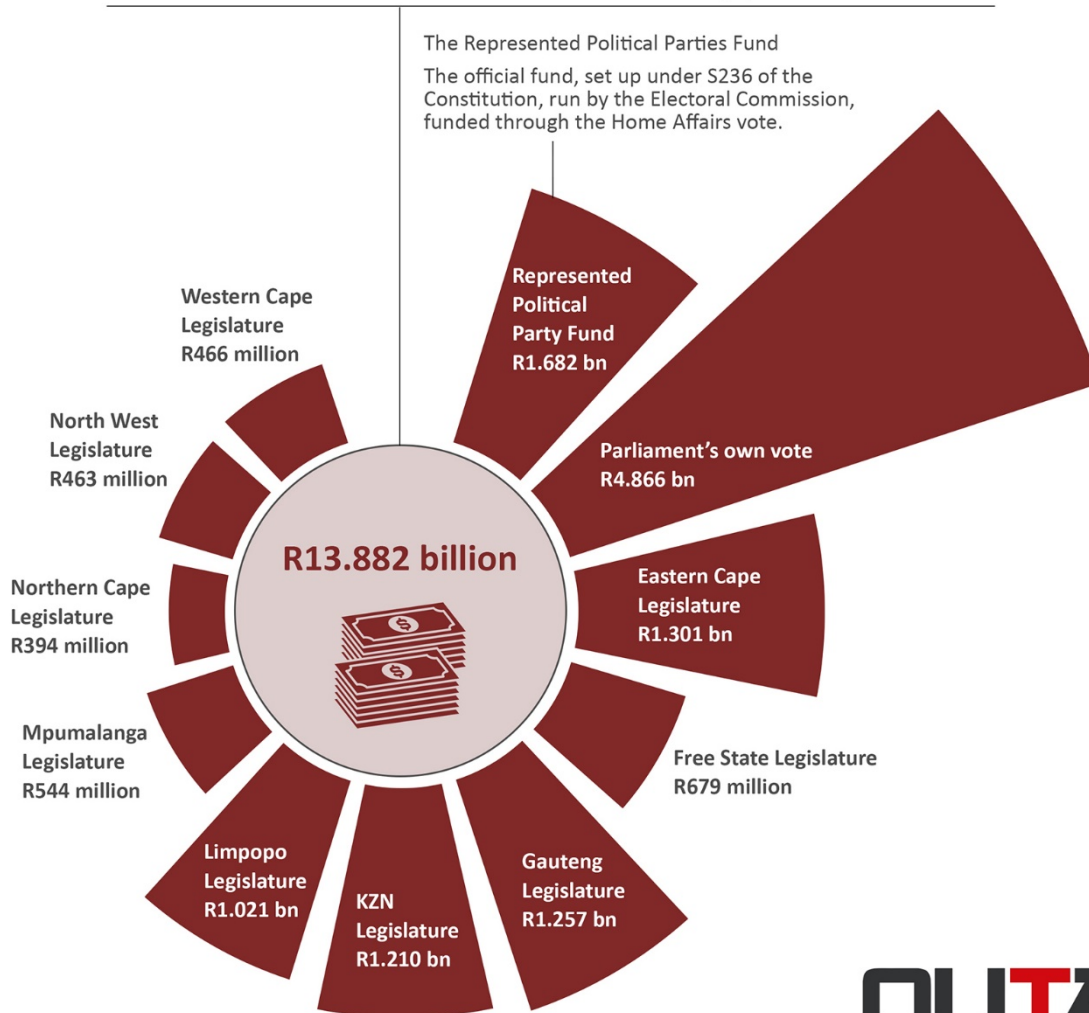 The Represented Political Parties Fund
The official fund, set up under S236 of the
Constitution, run by the Electoral Commission,
funded through the Home Affairs vote.
Represented
Political
Party Fund
R1.682 bn
Parliament's own vote
R4.866 bn
Eastern Cape
Legislature
R1.301 bn
Free State Legislature
R679 million
Gauteng
Legislature
R1.257 bn
KZN
Legislature
R1.210 bn
Limpopo
Legislature
R1.021 bn
Mpumalanga
Legislature
R544 million
Northern Cape
Legislature
R394 million
North West
Legislature
R463 million
Western Cape
Legislature
R466 million
R13.882 billion
$
$